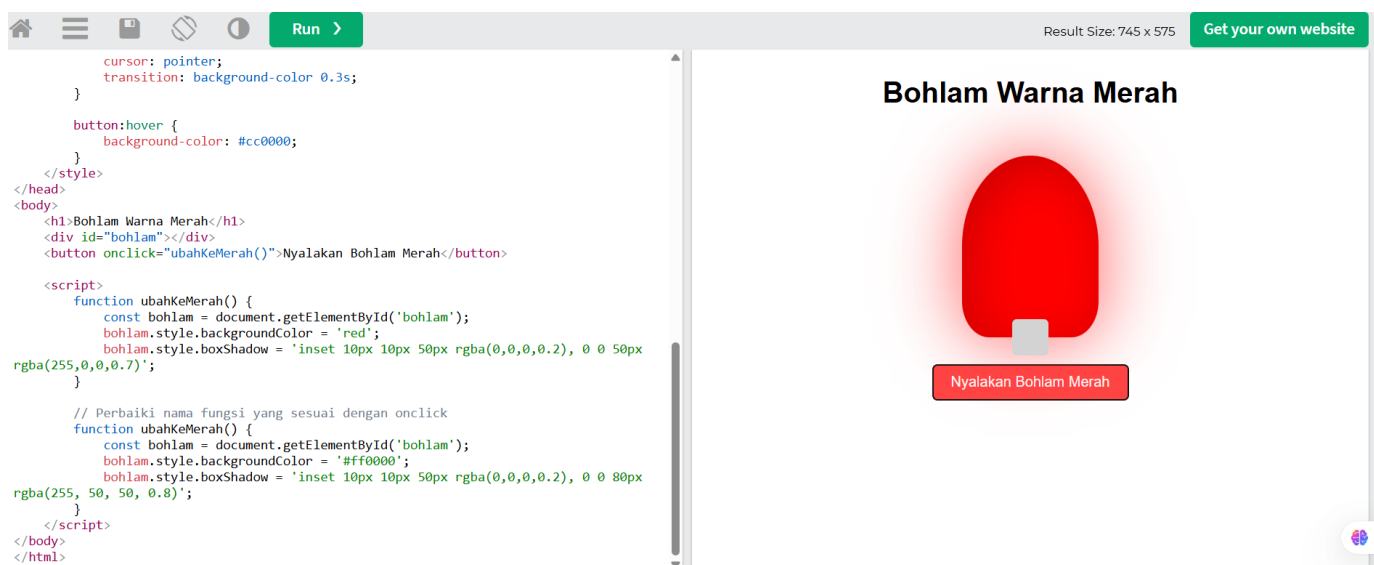 Run ❯
Result Size: 745 x 575
Get your own website
cursor: pointer;
transition: background-color 0.3s;
}
button:hover {
background-color: #cc0000;
}
</style>
</head>
<body>
<h1>Bohlam Warna Merah</h1>
<div id="bohlam"></div>
<button onclick="ubahKeMerah()">Nyalakan Bohlam Merah</button>
<script>
function ubahKeMerah() {
const bohlam = document.getElementById('bohlam');
bohlam.style.backgroundColor = 'red';
bohlam.style.boxShadow = 'inset 10px 10px 50px rgba(0,0,0,0.2), 0 0 50px
rgba(255,0,0,0.7)';
}
// Perbaiki nama fungsi yang sesuai dengan onclick
function ubahKeMerah() {
const bohlam = document.getElementById('bohlam');
bohlam.style.backgroundColor = '#ff0000';
bohlam.style.boxShadow = 'inset 10px 10px 50px rgba(0,0,0,0.2), 0 0 80px
rgba(255, 50, 50, 0.8)';
}
</script>
</body>
</html>
Bohlam Warna Merah
Nyalakan Bohlam Merah